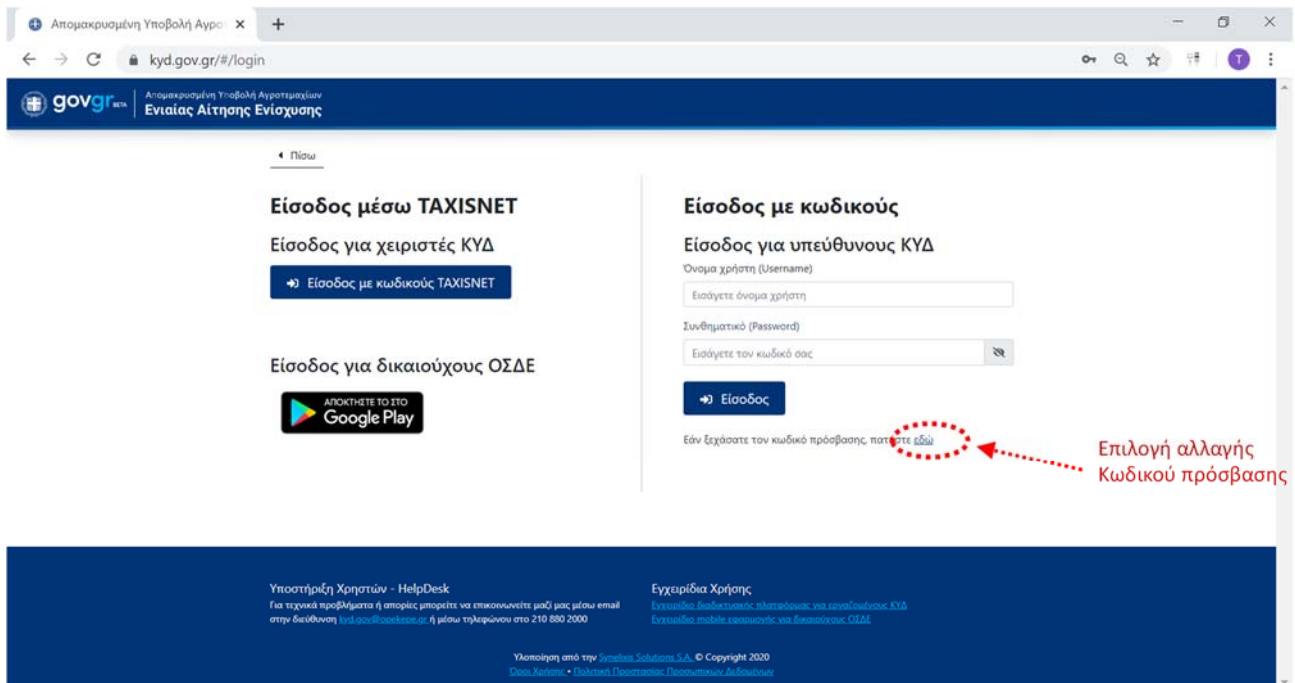 Απομακρυσμένη Υποβολή Αγρο
kyd.gov.gr/#/login
T
govgr BETA
Απομακρυσμένη Υποβολή Αγροτεμαχίων
Ενιαίας Αίτησης Ενίσχυσης
Πίσω
Είσοδος μέσω TAXISNET
Είσοδος για χειριστές ΚΥΔ
Είσοδος με κωδικούς TAXISNET
Είσοδος για δικαιούχους ΟΣΔΕ
ΑΠΟΚΤΗΣΤΕ ΤΟ ΣΤΟ
Google Play
Είσοδος με κωδικούς
Είσοδος για υπεύθυνους ΚΥΔ
Όνομα χρήστη (Username)
Εισάγετε όνομα χρήστη
Συνθηματικό (Password)
Εισάγετε τον κωδικό σας
Είσοδος
Εάν ξεχάσατε τον κωδικό πρόσβασης, πατήστε εδώ
Επιλογή αλλαγής
Κωδικού πρόσβασης
Υποστήριξη Χρηστών - HelpDesk
Για τεχνικά προβλήματα ή απορίες μπορείτε να επικοινωνείτε μαζί μας μέσω email
στην διεύθυνση kyd.gov@opekepe.gr ή μέσω τηλεφώνου στο 210 880 2000
Εγχειρίδια Χρήσης
Εγχειρίδιο διαδικτυακής πλατφόρμας για εργαζομένους ΚΥΔ
Εγχειρίδιο mobile εφαρμογής για δικαιούχους ΟΣΔΕ
Υλοποίηση από την Synelixis Solutions S.A. © Copyright 2020
Όροι Χρήσης • Πολιτική Προστασίας Προσωπικών Δεδομένων